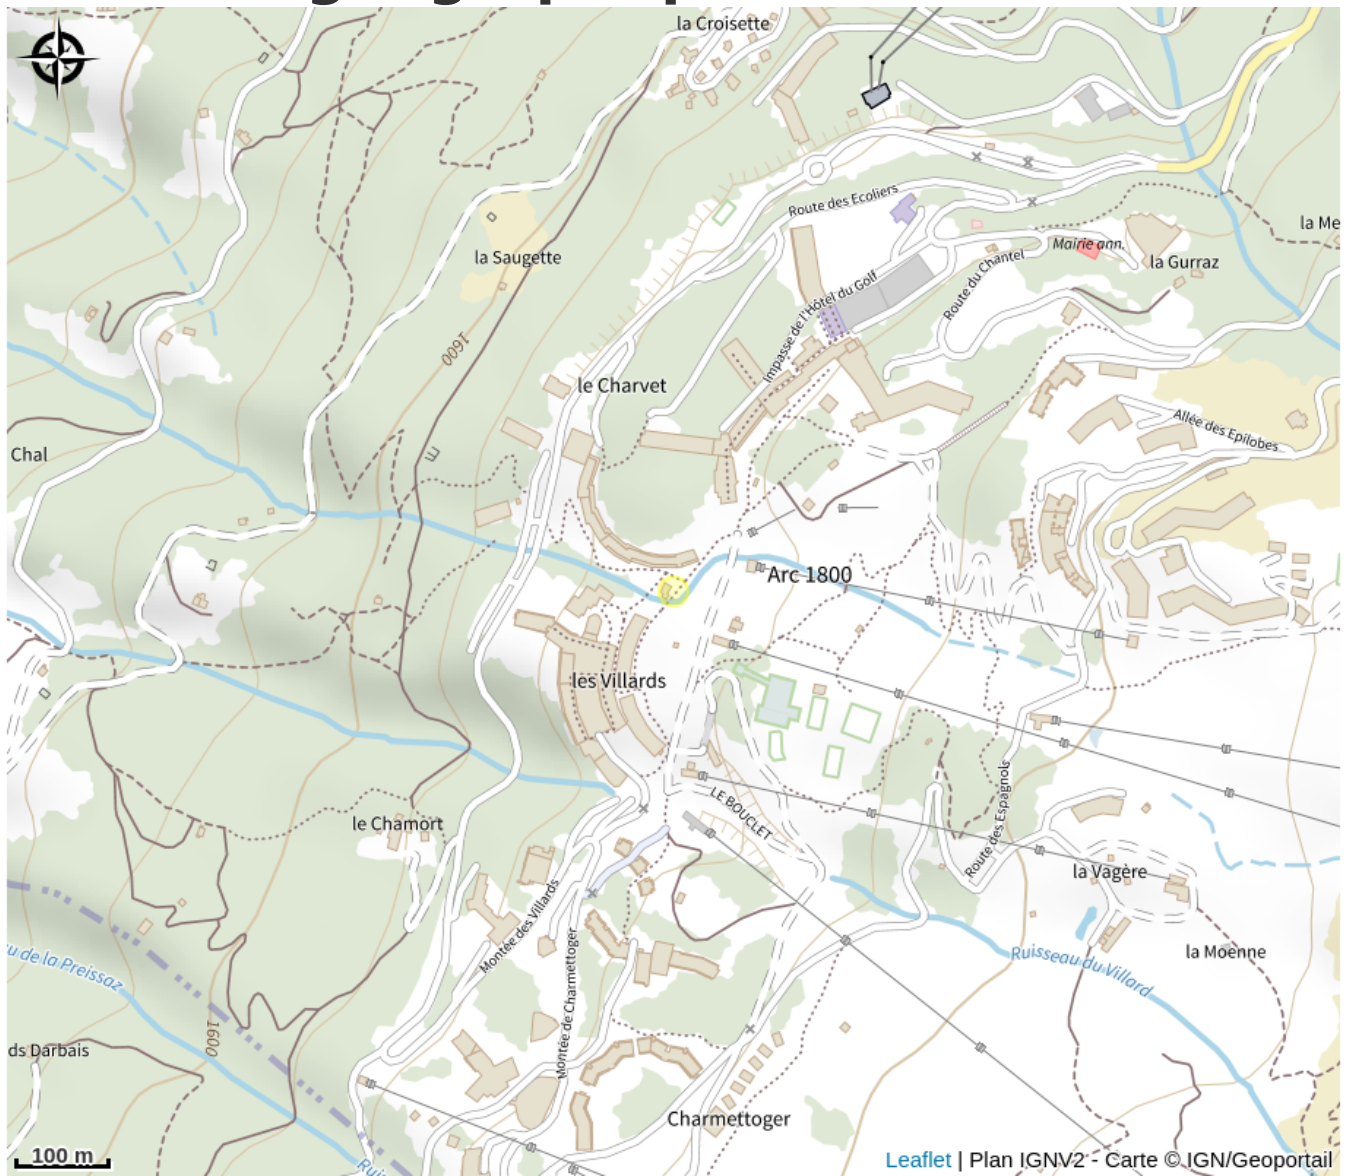 la Croisette
Route des Ecoliers
la Me
Mairie ann.
la Gurraz
la Saugette
Route du Chantel
Impasse de l'Hôtel du Golf
1600
le Charvet
Allée des Epilobes
Chal
Arc 1800
les Villards
LE BOUCLET
Route des Espagnols
le Chamort
la Vagère
Montée des Villards
la Moenne
Ruisseau du Villard
u de la Preissaz
Montée de Charmettoger
1600
ds Darbais
Charmettoger
100 m
Ruis
Leaflet | Plan IGNV2 - Carte © IGN/Geoportail